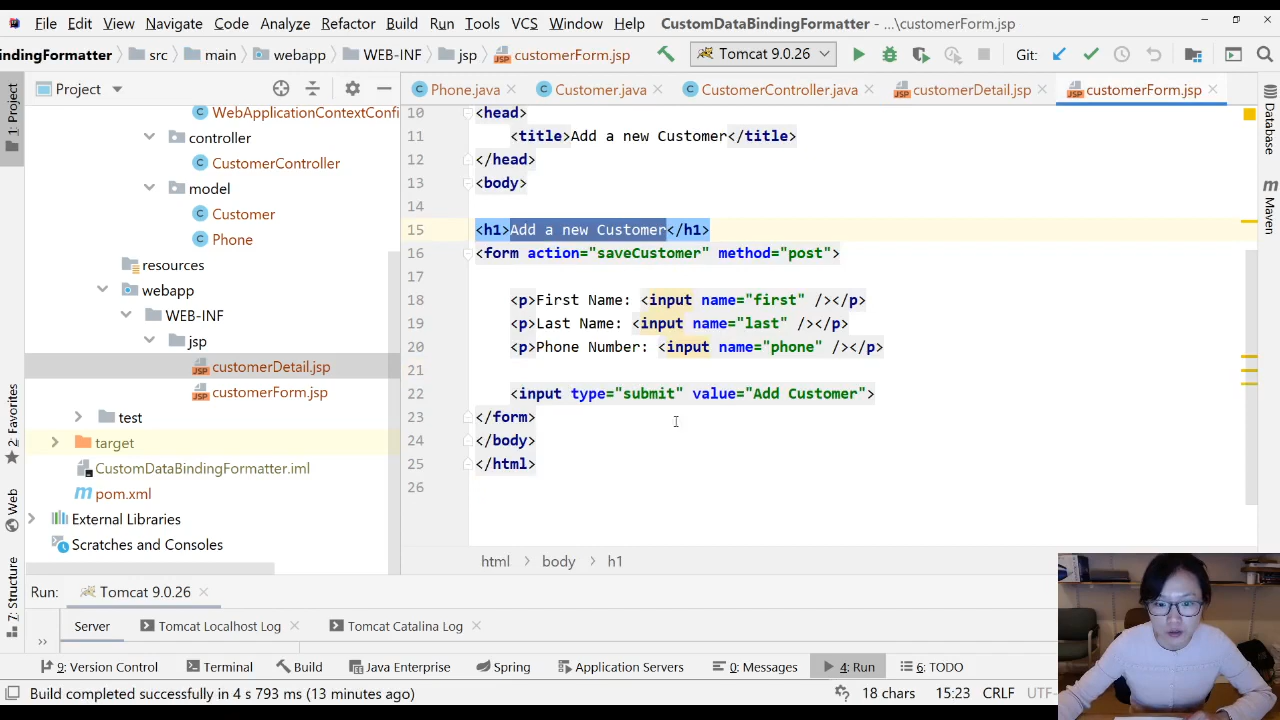 File Edit View Navigate Code Analyze Refactor Build Run Tools VCS Window Help CustomDataBindingFormatter - ...\customerForm.jsp
indingFormatter src main webapp WEB-INF jsp customerForm.jsp Tomcat 9.0.26 Git:
Project Phone.java Customer.java CustomerController.java customerDetail.jsp customerForm.jsp
1: Project
2: Favorites
Web
7: Structure
WebApplicationContextConfi
controller
CustomerController
model
Customer
Phone
resources
webapp
WEB-INF
jsp
customerDetail.jsp
customerForm.jsp
test
target
CustomDataBindingFormatter.iml
pom.xml
External Libraries
Scratches and Consoles
10 <head>
11 <title>Add a new Customer</title>
12 </head>
13 <body>
14
15 <h1>Add a new Customer</h1>
16 <form action="saveCustomer" method="post">
17
18 <p>First Name: <input name="first" /></p>
19 <p>Last Name: <input name="last" /></p>
20 <p>Phone Number: <input name="phone" /></p>
21
22 <input type="submit" value="Add Customer">
23 </form>
24 </body>
25 </html>
26
html body h1
Database
Maven
Run: Tomcat 9.0.26
Server Tomcat Localhost Log Tomcat Catalina Log
9: Version Control Terminal Build Java Enterprise Spring Application Servers 0: Messages 4: Run 6: TODO
Build completed successfully in 4 s 793 ms (13 minutes ago) 18 chars 15:23 CRLF UTF-